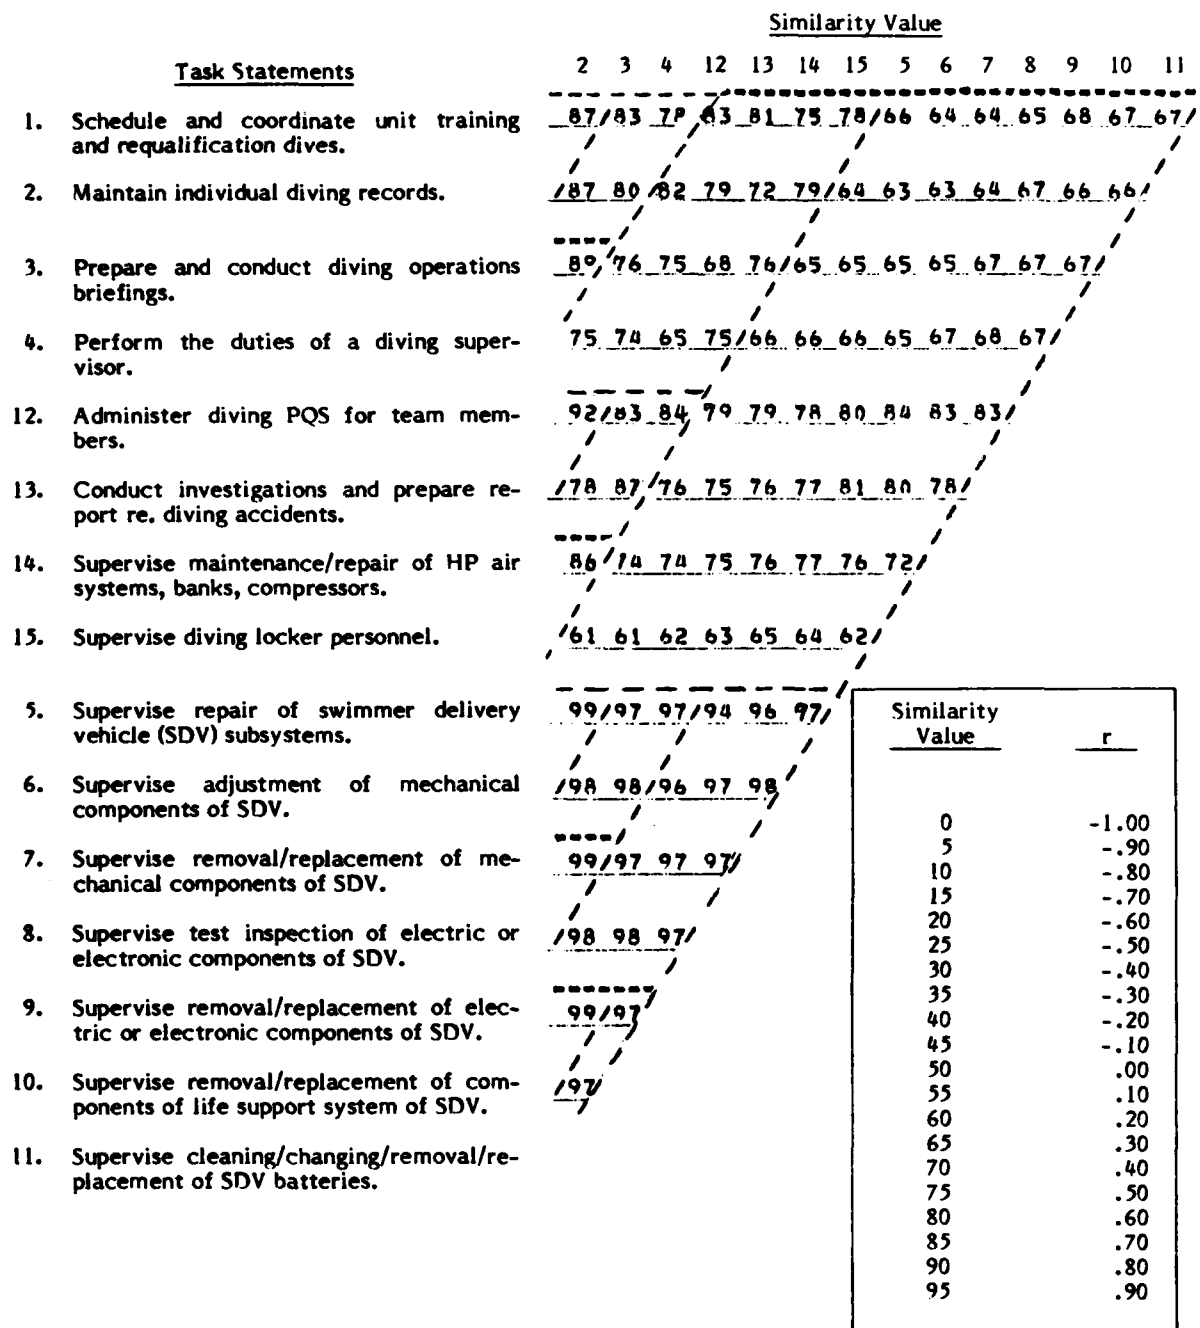 Similarity Value
Task Statements 2 3 4 12 13 14 15 5 6 7 8 9 10 11
1. Schedule and coordinate unit training 87/83 78 /83 81 75 78/66 64 64 65 68 67 67/
and requalification dives.
2. Maintain individual diving records. /87 80 /82 79 72 79/64 63 63 64 67 66 66/
3. Prepare and conduct diving operations 89/76 75 68 76/65 65 65 65 67 67 67/
briefings.
4. Perform the duties of a diving super- 75 74 65 75/66 66 66 65 67 68 67/
visor.
12. Administer diving PQS for team mem- 92/83 84/ 79 79 78 80 84 83 83/
bers.
13. Conduct investigations and prepare re- /78 87/76 75 76 77 81 80 78/
port re. diving accidents.
14. Supervise maintenance/repair of HP air 86/74 74 75 76 77 76 72/
systems, banks, compressors.
15. Supervise diving locker personnel. /61 61 62 63 65 64 62/
5. Supervise repair of swimmer delivery 99/97 97/94 96 97/
vehicle (SDV) subsystems.
6. Supervise adjustment of mechanical /98 98/96 97 98/
components of SDV.
7. Supervise removal/replacement of me- 99/97 97 97/
chanical components of SDV.
8. Supervise test inspection of electric or /98 98 97/
electronic components of SDV.
9. Supervise removal/replacement of elec- 99/97/
tric or electronic components of SDV.
10. Supervise removal/replacement of com- /97/
ponents of life support system of SDV.
11. Supervise cleaning/changing/removal/re-
placement of SDV batteries.
Similarity
Value r
0 -1.00
5 -.90
10 -.80
15 -.70
20 -.60
25 -.50
30 -.40
35 -.30
40 -.20
45 -.10
50 .00
55 .10
60 .20
65 .30
70 .40
75 .50
80 .60
85 .70
90 .80
95 .90